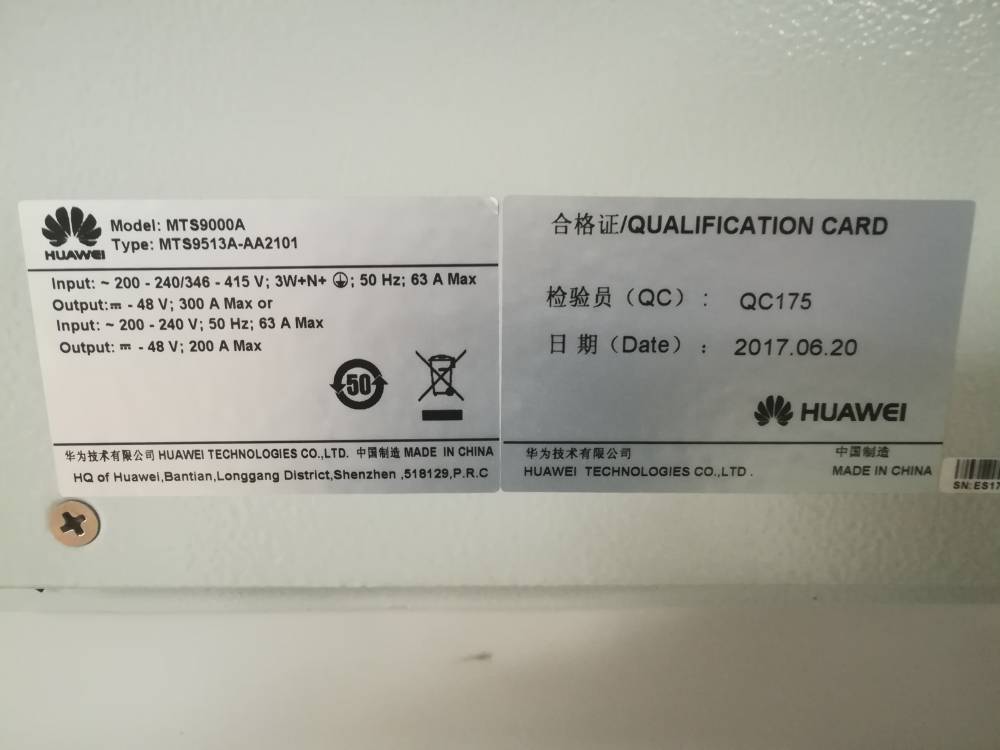 HUAWEI
Model: MTS9000A
Type: MTS9513A-AA2101
Input: ~ 200 - 240/346 - 415 V; 3W+N+ ⏚; 50 Hz; 63 A Max
Output:⎓ - 48 V; 300 A Max or
Input: ~ 200 - 240 V; 50 Hz; 63 A Max
Output: ⎓ - 48 V; 200 A Max
50
华为技术有限公司 HUAWEI TECHNOLOGIES CO.,LTD. 中国制造 MADE IN CHINA
HQ of Huawei,Bantian,Longgang District,Shenzhen ,518129,P.R.C
合格证/QUALIFICATION CARD
检验员（QC）: QC175
日 期（Date）: 2017.06.20
HUAWEI
华为技术有限公司 中国制造
HUAWEI TECHNOLOGIES CO.,LTD. MADE IN CHINA
SN: ES17